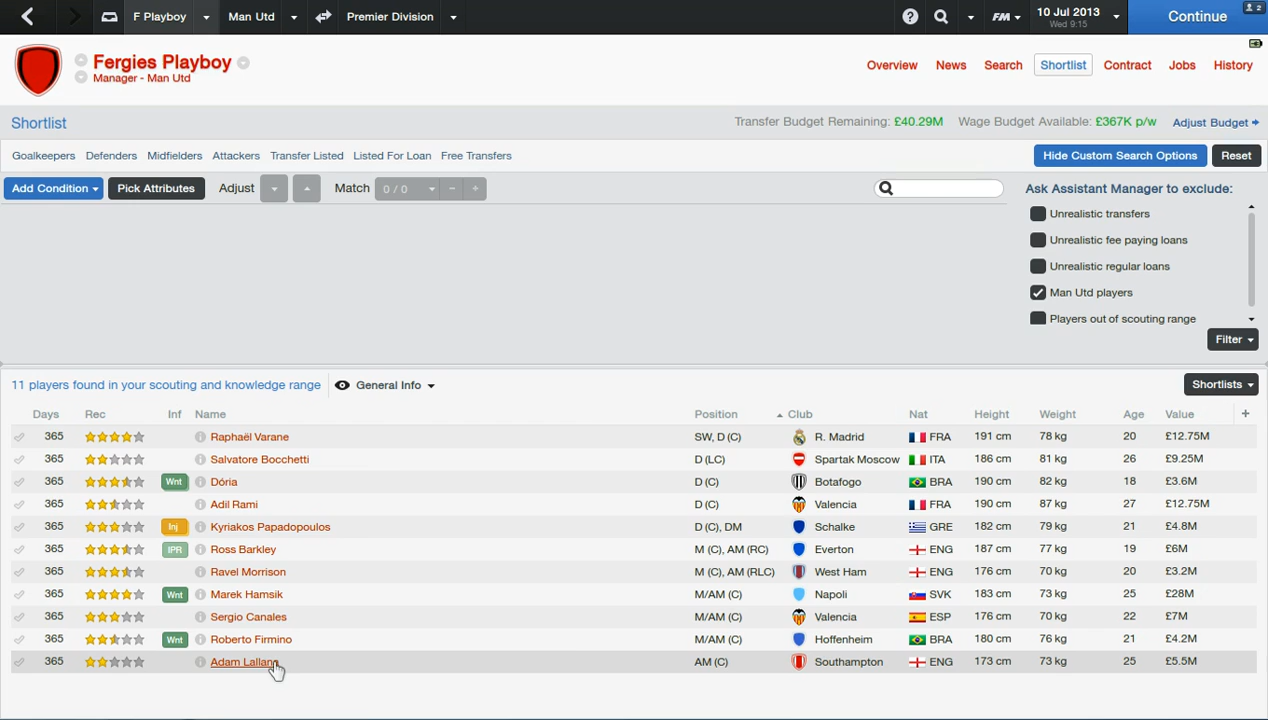 F Playboy Man Utd Premier Division ? FM 10 Jul 2013 Wed 9:15 Continue 2
Fergies Playboy
Manager - Man Utd
Overview News Search Shortlist Contract Jobs History
Shortlist Transfer Budget Remaining: £40.29M Wage Budget Available: £367K p/w Adjust Budget
Goalkeepers Defenders Midfielders Attackers Transfer Listed Listed For Loan Free Transfers Hide Custom Search Options Reset
Add Condition Pick Attributes Adjust Match 0 / 0 - + Ask Assistant Manager to exclude:
Unrealistic transfers
Unrealistic fee paying loans
Unrealistic regular loans
Man Utd players
Players out of scouting range
Filter
11 players found in your scouting and knowledge range General Info Shortlists
Days Rec Inf Name Position Club Nat Height Weight Age Value +
365 Raphaël Varane SW, D (C) R. Madrid FRA 191 cm 78 kg 20 £12.75M
365 Salvatore Bocchetti D (LC) Spartak Moscow ITA 186 cm 81 kg 26 £9.25M
365 Wnt Dória D (C) Botafogo BRA 190 cm 82 kg 18 £3.6M
365 Adil Rami D (C) Valencia FRA 190 cm 87 kg 27 £12.75M
365 Inj Kyriakos Papadopoulos D (C), DM Schalke GRE 182 cm 79 kg 21 £4.8M
365 IPR Ross Barkley M (C), AM (RC) Everton ENG 187 cm 77 kg 19 £6M
365 Ravel Morrison M (C), AM (RLC) West Ham ENG 176 cm 70 kg 20 £3.2M
365 Wnt Marek Hamsik M/AM (C) Napoli SVK 183 cm 73 kg 25 £28M
365 Sergio Canales M/AM (C) Valencia ESP 176 cm 70 kg 22 £7M
365 Wnt Roberto Firmino M/AM (C) Hoffenheim BRA 180 cm 76 kg 21 £4.2M
365 Adam Lallana AM (C) Southampton ENG 173 cm 73 kg 25 £5.5M